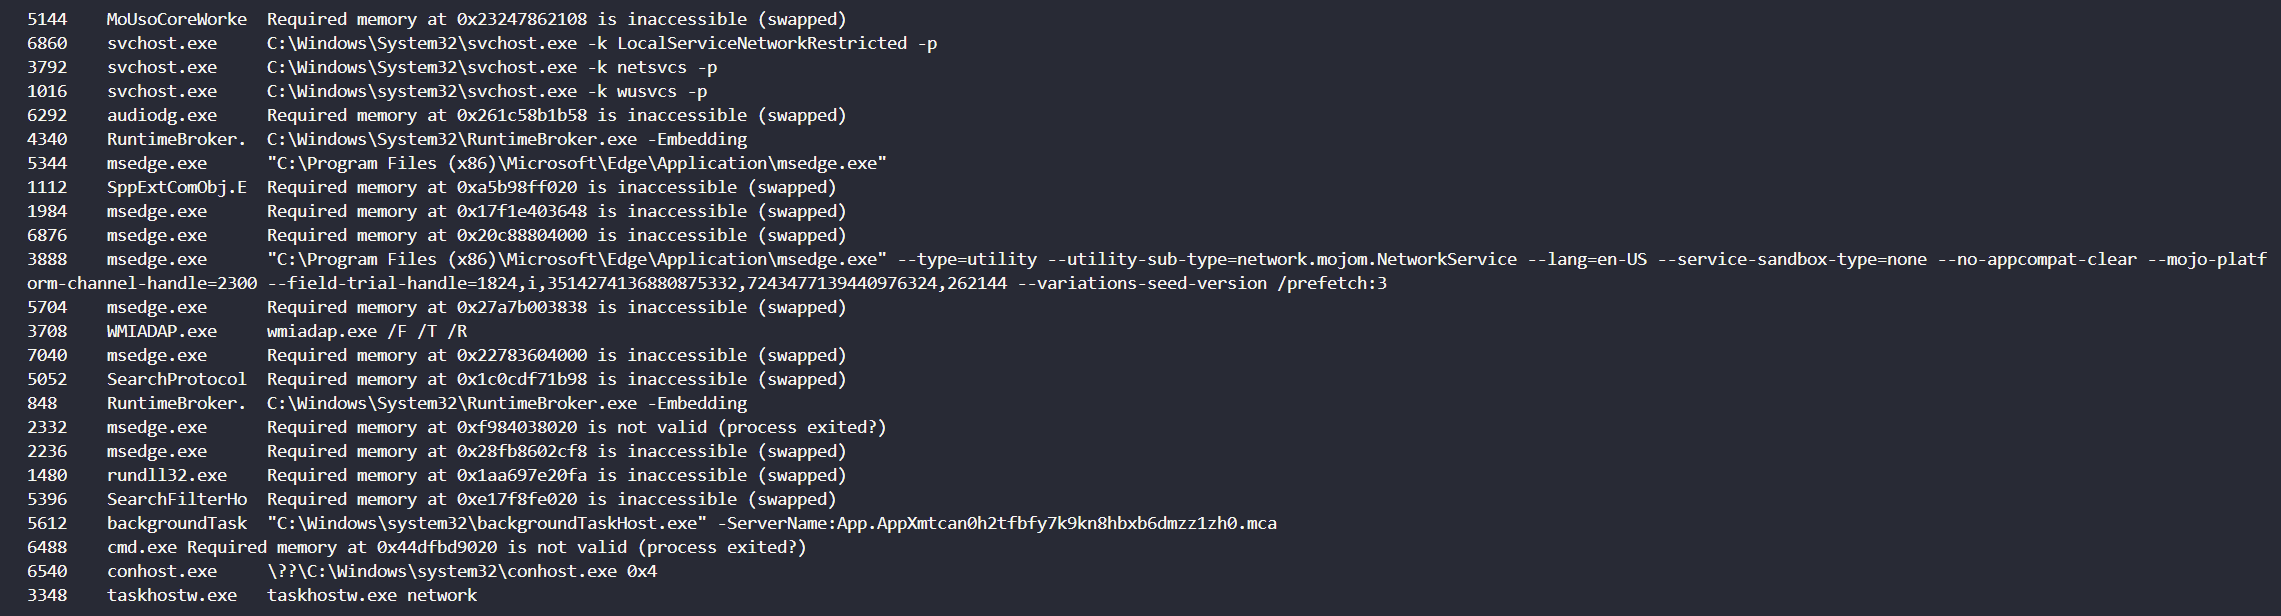 5144 MoUsoCoreWorke Required memory at 0x23247862108 is inaccessible (swapped)
6860 svchost.exe C:\Windows\System32\svchost.exe -k LocalServiceNetworkRestricted -p
3792 svchost.exe C:\Windows\System32\svchost.exe -k netsvcs -p
1016 svchost.exe C:\Windows\system32\svchost.exe -k wusvcs -p
6292 audiodg.exe Required memory at 0x261c58b1b58 is inaccessible (swapped)
4340 RuntimeBroker. C:\Windows\System32\RuntimeBroker.exe -Embedding
5344 msedge.exe "C:\Program Files (x86)\Microsoft\Edge\Application\msedge.exe"
1112 SppExtComObj.E Required memory at 0xa5b98ff020 is inaccessible (swapped)
1984 msedge.exe Required memory at 0x17f1e403648 is inaccessible (swapped)
6876 msedge.exe Required memory at 0x20c88804000 is inaccessible (swapped)
3888 msedge.exe "C:\Program Files (x86)\Microsoft\Edge\Application\msedge.exe" --type=utility --utility-sub-type=network.mojom.NetworkService --lang=en-US --service-sandbox-type=none --no-appcompat-clear --mojo-platf
orm-channel-handle=2300 --field-trial-handle=1824,i,3514274136880875332,7243477139440976324,262144 --variations-seed-version /prefetch:3
5704 msedge.exe Required memory at 0x27a7b003838 is inaccessible (swapped)
3708 WMIADAP.exe wmiadap.exe /F /T /R
7040 msedge.exe Required memory at 0x22783604000 is inaccessible (swapped)
5052 SearchProtocol Required memory at 0x1c0cdf71b98 is inaccessible (swapped)
848 RuntimeBroker. C:\Windows\System32\RuntimeBroker.exe -Embedding
2332 msedge.exe Required memory at 0xf984038020 is not valid (process exited?)
2236 msedge.exe Required memory at 0x28fb8602cf8 is inaccessible (swapped)
1480 rundll32.exe Required memory at 0x1aa697e20fa is inaccessible (swapped)
5396 SearchFilterHo Required memory at 0xe17f8fe020 is inaccessible (swapped)
5612 backgroundTask "C:\Windows\system32\backgroundTaskHost.exe" -ServerName:App.AppXmtcan0h2tfbfy7k9kn8hbxb6dmzz1zh0.mca
6488 cmd.exe Required memory at 0x44dfbd9020 is not valid (process exited?)
6540 conhost.exe \??\C:\Windows\system32\conhost.exe 0x4
3348 taskhostw.exe taskhostw.exe network